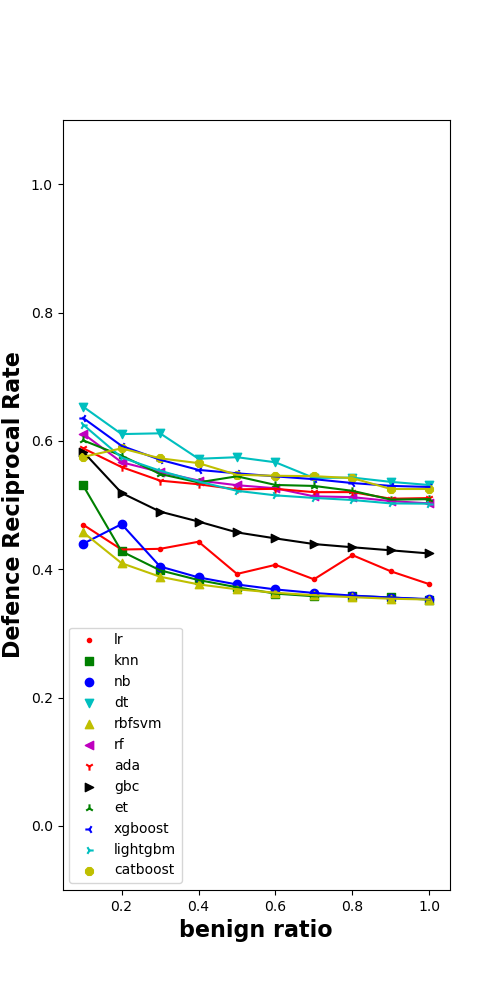 1.0
0.8
0.6
0.4
0.2
0.0
Defence Reciprocal Rate
lr
knn
nb
dt
rbfsvm
rf
ada
gbc
et
xgboost
lightgbm
catboost
0.2 0.4 0.6 0.8 1.0
benign ratio